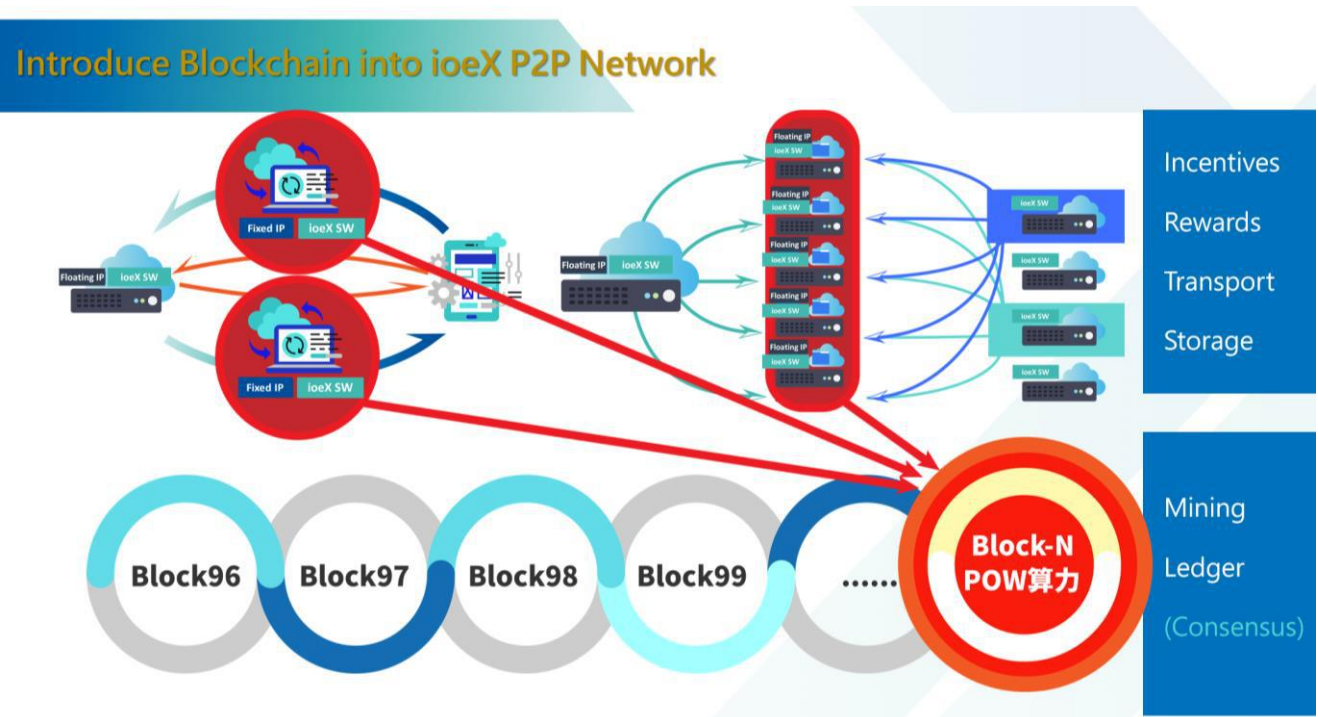 Introduce Blockchain into ioeX P2P Network
Fixed IP ioeX SW
Floating IP ioeX SW
Fixed IP ioeX SW
Floating IP ioeX SW
Floating IP
ioeX SW
Floating IP
ioeX SW
Floating IP
ioeX SW
Floating IP
ioeX SW
Floating IP
ioeX SW
ioeX SW
ioeX SW
ioeX SW
ioeX SW
Incentives
Rewards
Transport
Storage
Block96
Block97
Block98
Block99
......
Block-N
POW算力
Mining
Ledger
(Consensus)